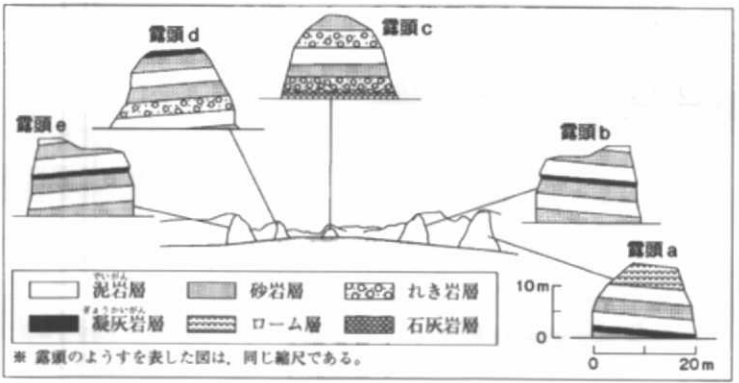 露頭d
露頭c
露頭e
露頭b
露頭a
でいがん
泥岩層
砂岩層
れき岩層
ぎょうかいがん
凝灰岩層
ローム層
石灰岩層
10m
0
0 20m
※ 露頭のようすを表した図は，同じ縮尺である。